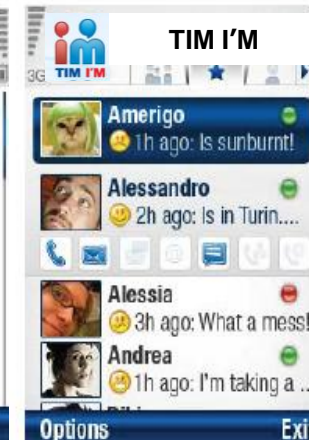 TIM I'M
3G
TIM I'M
Amerigo
1h ago: Is sunburnt!
Alessandro
2h ago: Is in Turin....
@
Alessia
3h ago: What a mess!
Andrea
1h ago: I'm taking a ..
Options
Exi